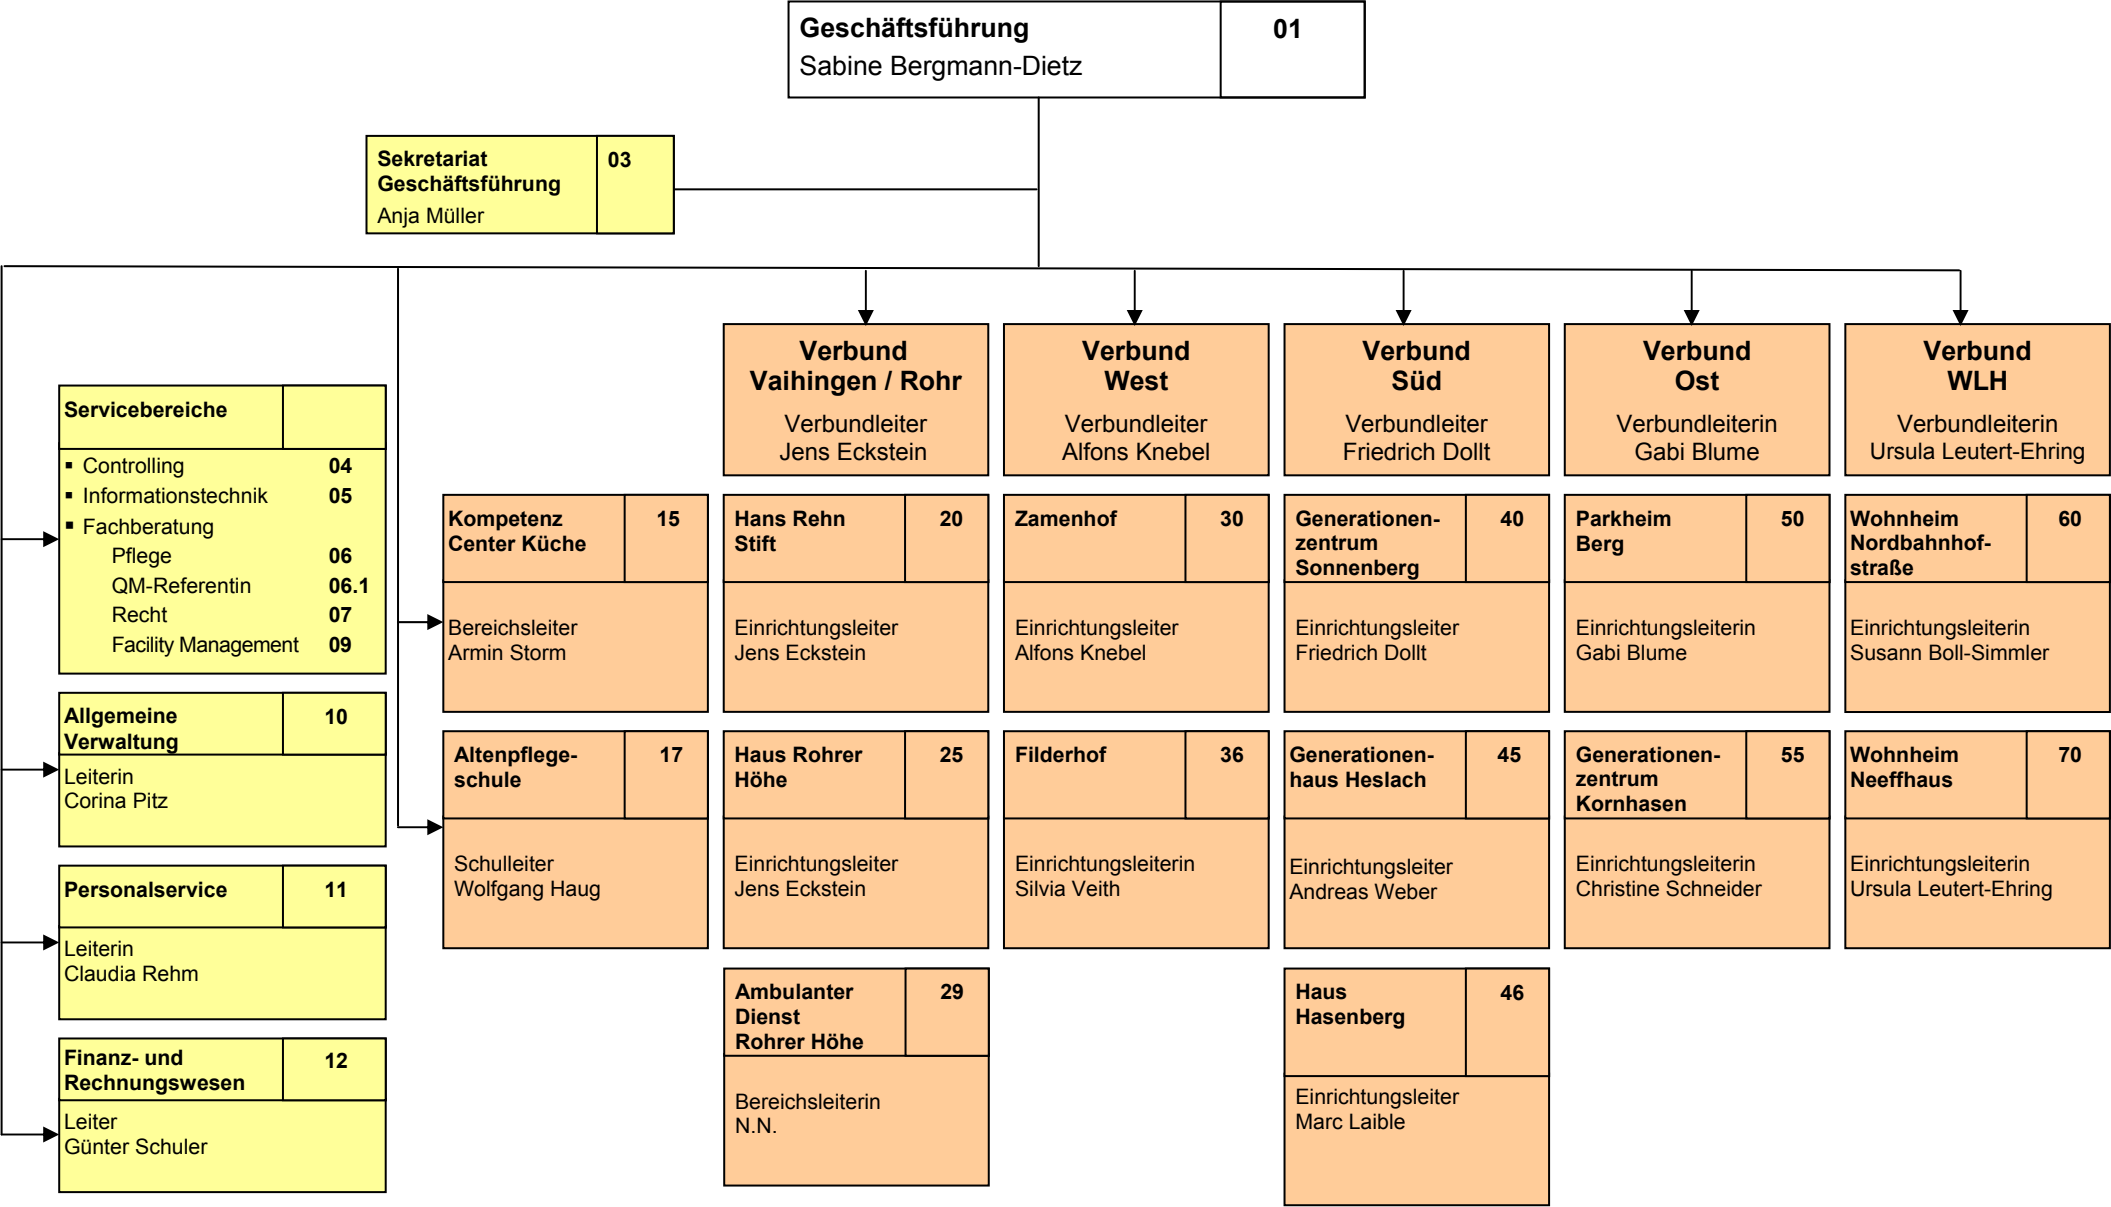 Geschäftsführung 01
Sabine Bergmann-Dietz
Sekretariat 03
Geschäftsführung
Anja Müller
Servicebereiche
▪ Controlling 04
▪ Informationstechnik 05
▪ Fachberatung
Pflege 06
QM-Referentin 06.1
Recht 07
Facility Management 09
Allgemeine 10
Verwaltung
Leiterin
Corina Pitz
Personalservice 11
Leiterin
Claudia Rehm
Finanz- und 12
Rechnungswesen
Leiter
Günter Schuler
Kompetenz 15
Center Küche
Bereichsleiter
Armin Storm
Altenpflege- 17
schule
Schulleiter
Wolfgang Haug
Verbund
Vaihingen / Rohr
Verbundleiter
Jens Eckstein
Hans Rehn 20
Stift
Einrichtungsleiter
Jens Eckstein
Haus Rohrer 25
Höhe
Einrichtungsleiter
Jens Eckstein
Ambulanter 29
Dienst
Rohrer Höhe
Bereichsleiterin
N.N.
Verbund
West
Verbundleiter
Alfons Knebel
Zamenhof 30
Einrichtungsleiter
Alfons Knebel
Filderhof 36
Einrichtungsleiterin
Silvia Veith
Verbund
Süd
Verbundleiter
Friedrich Dollt
Generationen- 40
zentrum
Sonnenberg
Einrichtungsleiter
Friedrich Dollt
Generationen- 45
haus Heslach
Einrichtungsleiter
Andreas Weber
Haus 46
Hasenberg
Einrichtungsleiter
Marc Laible
Verbund
Ost
Verbundleiterin
Gabi Blume
Parkheim 50
Berg
Einrichtungsleiterin
Gabi Blume
Generationen- 55
zentrum
Kornhasen
Einrichtungsleiterin
Christine Schneider
Verbund
WLH
Verbundleiterin
Ursula Leutert-Ehring
Wohnheim 60
Nordbahnhof-
straße
Einrichtungsleiterin
Susann Boll-Simmler
Wohnheim 70
Neeffhaus
Einrichtungsleiterin
Ursula Leutert-Ehring